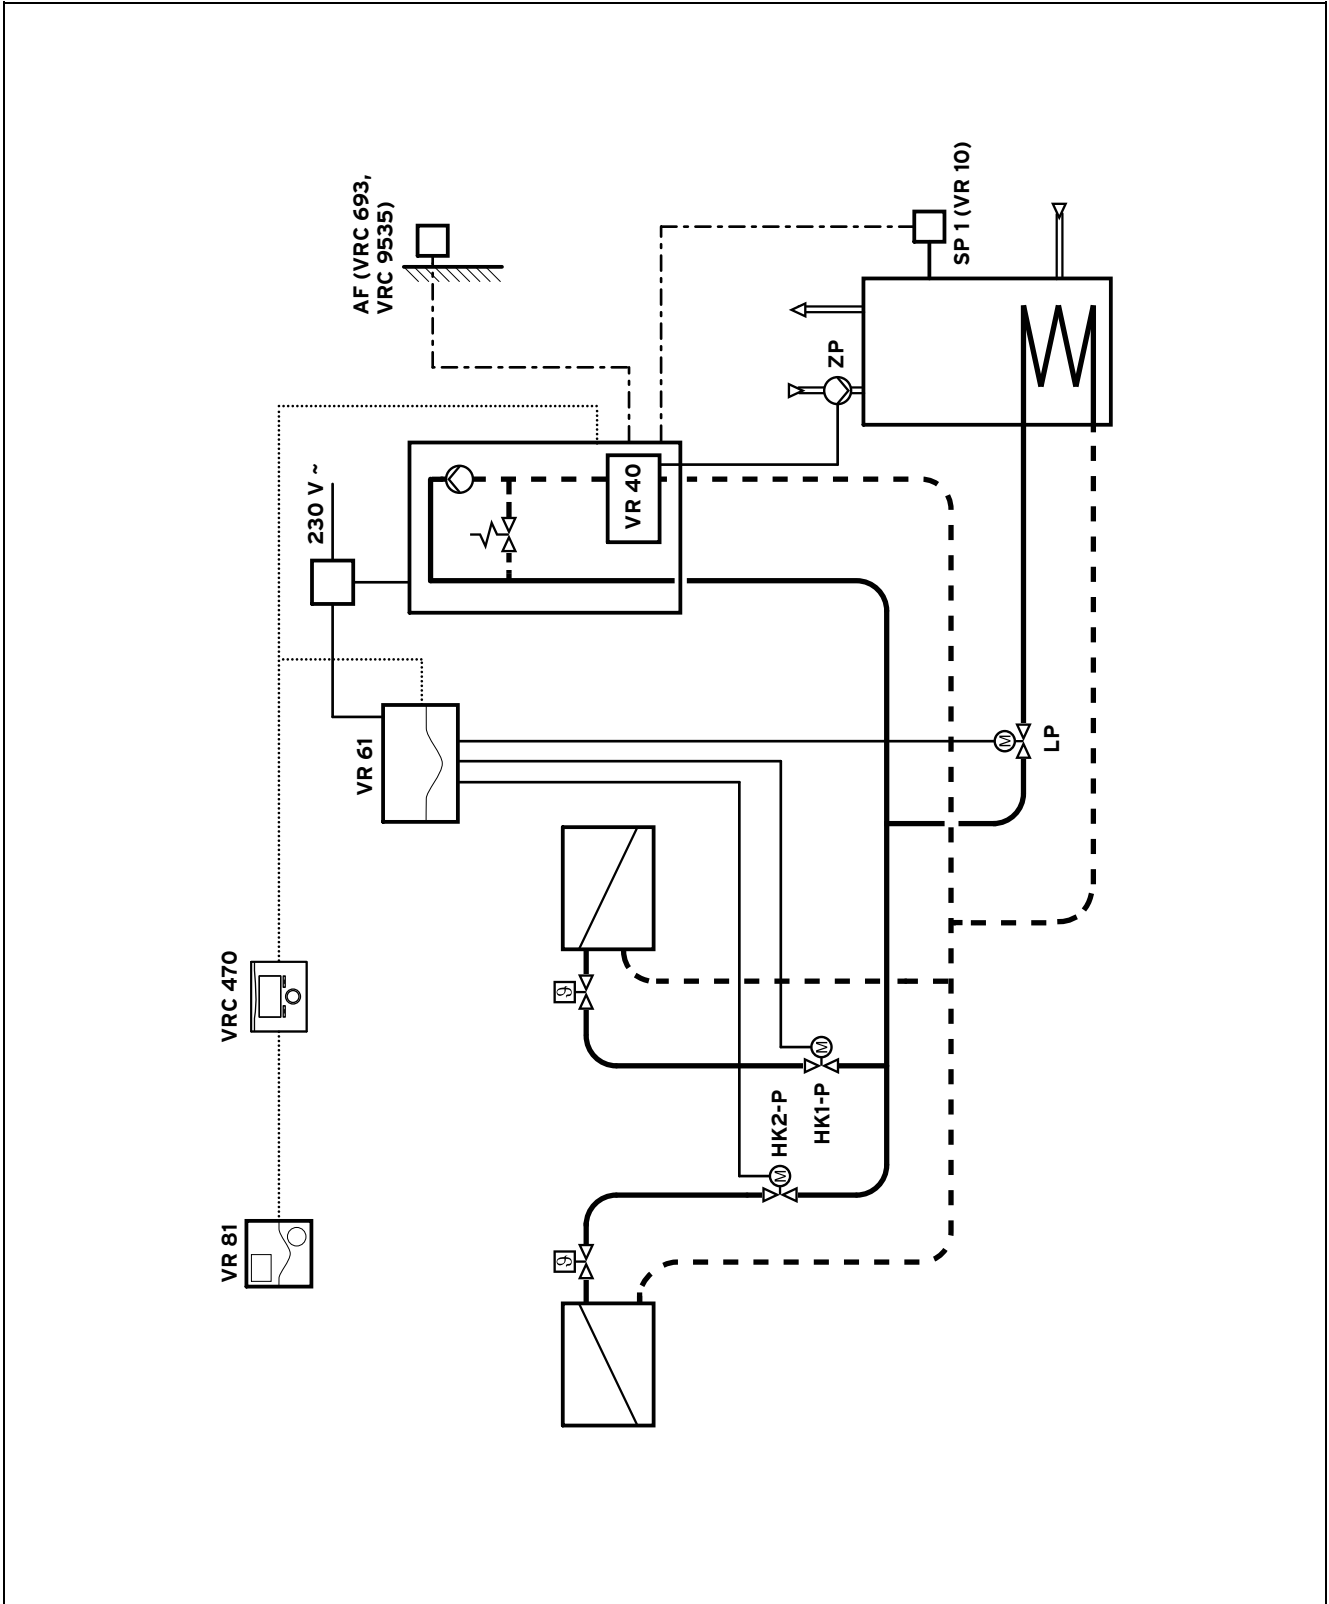 AF (VRC 693,
VRC 9535)
SP 1 (VR 10)
ZP
230 V ~
VR 40
VR 61
M
LP
VRC 470
M
HK1-P
HK2-P
M
VR 81